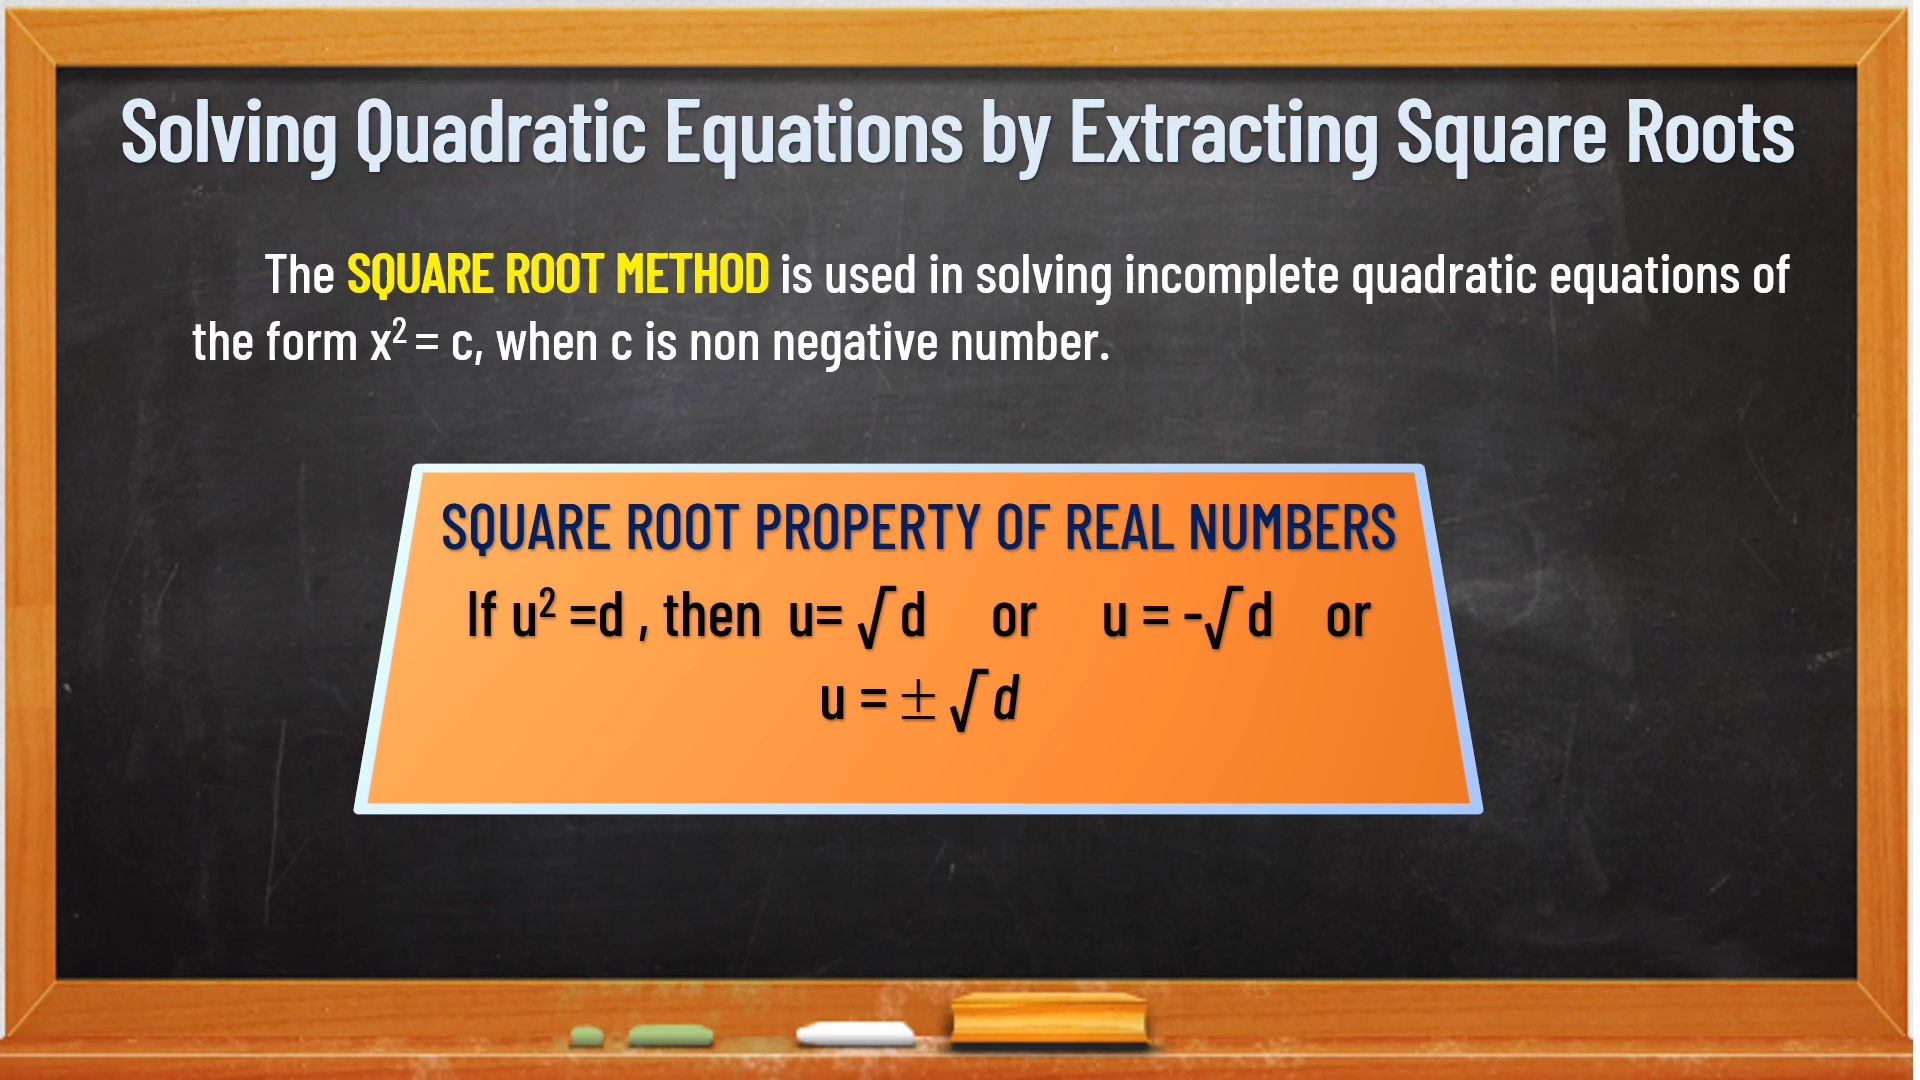 Solving Quadratic Equations by Extracting Square Roots
The SQUARE ROOT METHOD is used in solving incomplete quadratic equations of
the form x² = c, when c is non negative number.
SQUARE ROOT PROPERTY OF REAL NUMBERS
If u² =d , then u= √d or u = -√d or
u = ± √d